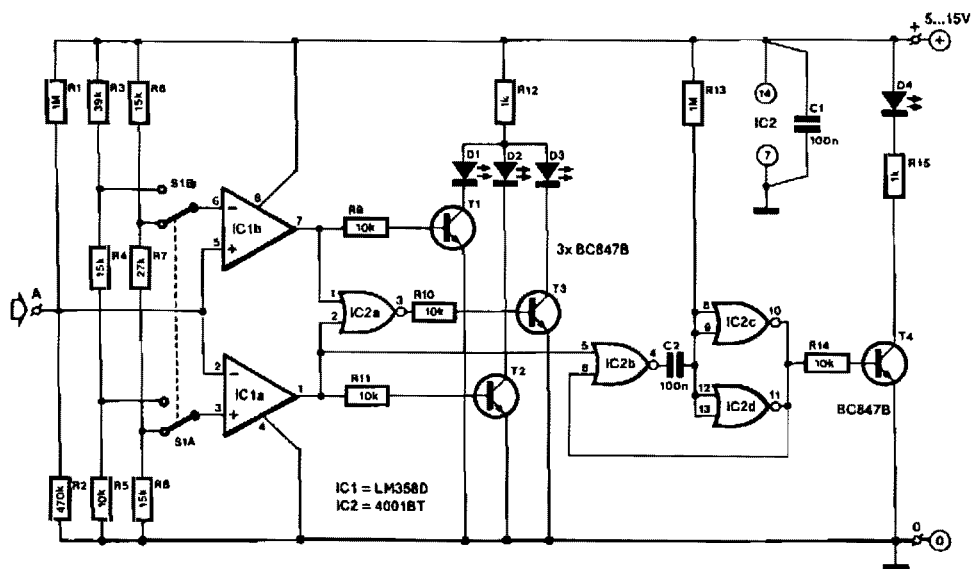 + 5...15V
+
R1 1M
R3 39k
R6 15k
R12 1k
R13 1M
14
IC2
7
C1 100n
D4
R15 1k
D1 D2 D3
S1B
6 - 8
IC1b 7
5 +
R9 10k
T1
3x BC847B
R4 15k
R7 27k
A
1
IC2a 3
2
R10 10k
T3
8
IC2c 10
9
5
IC2b 4
6
C2 100n
R14 10k
T4
BC847B
2 -
IC1a 1
3 + 4
R11 10k
T2
12
IC2d 11
13
S1A
R2 470k
R5 10k
R8 15k
IC1 = LM358D
IC2 = 4001BT
0
0